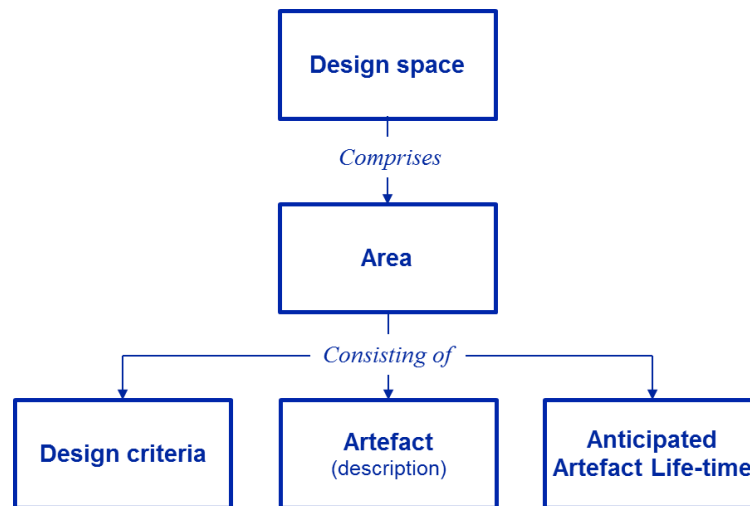 Design space
Comprises
Area
Consisting of
Design criteria
Artefact
(description)
Anticipated
Artefact Life-time